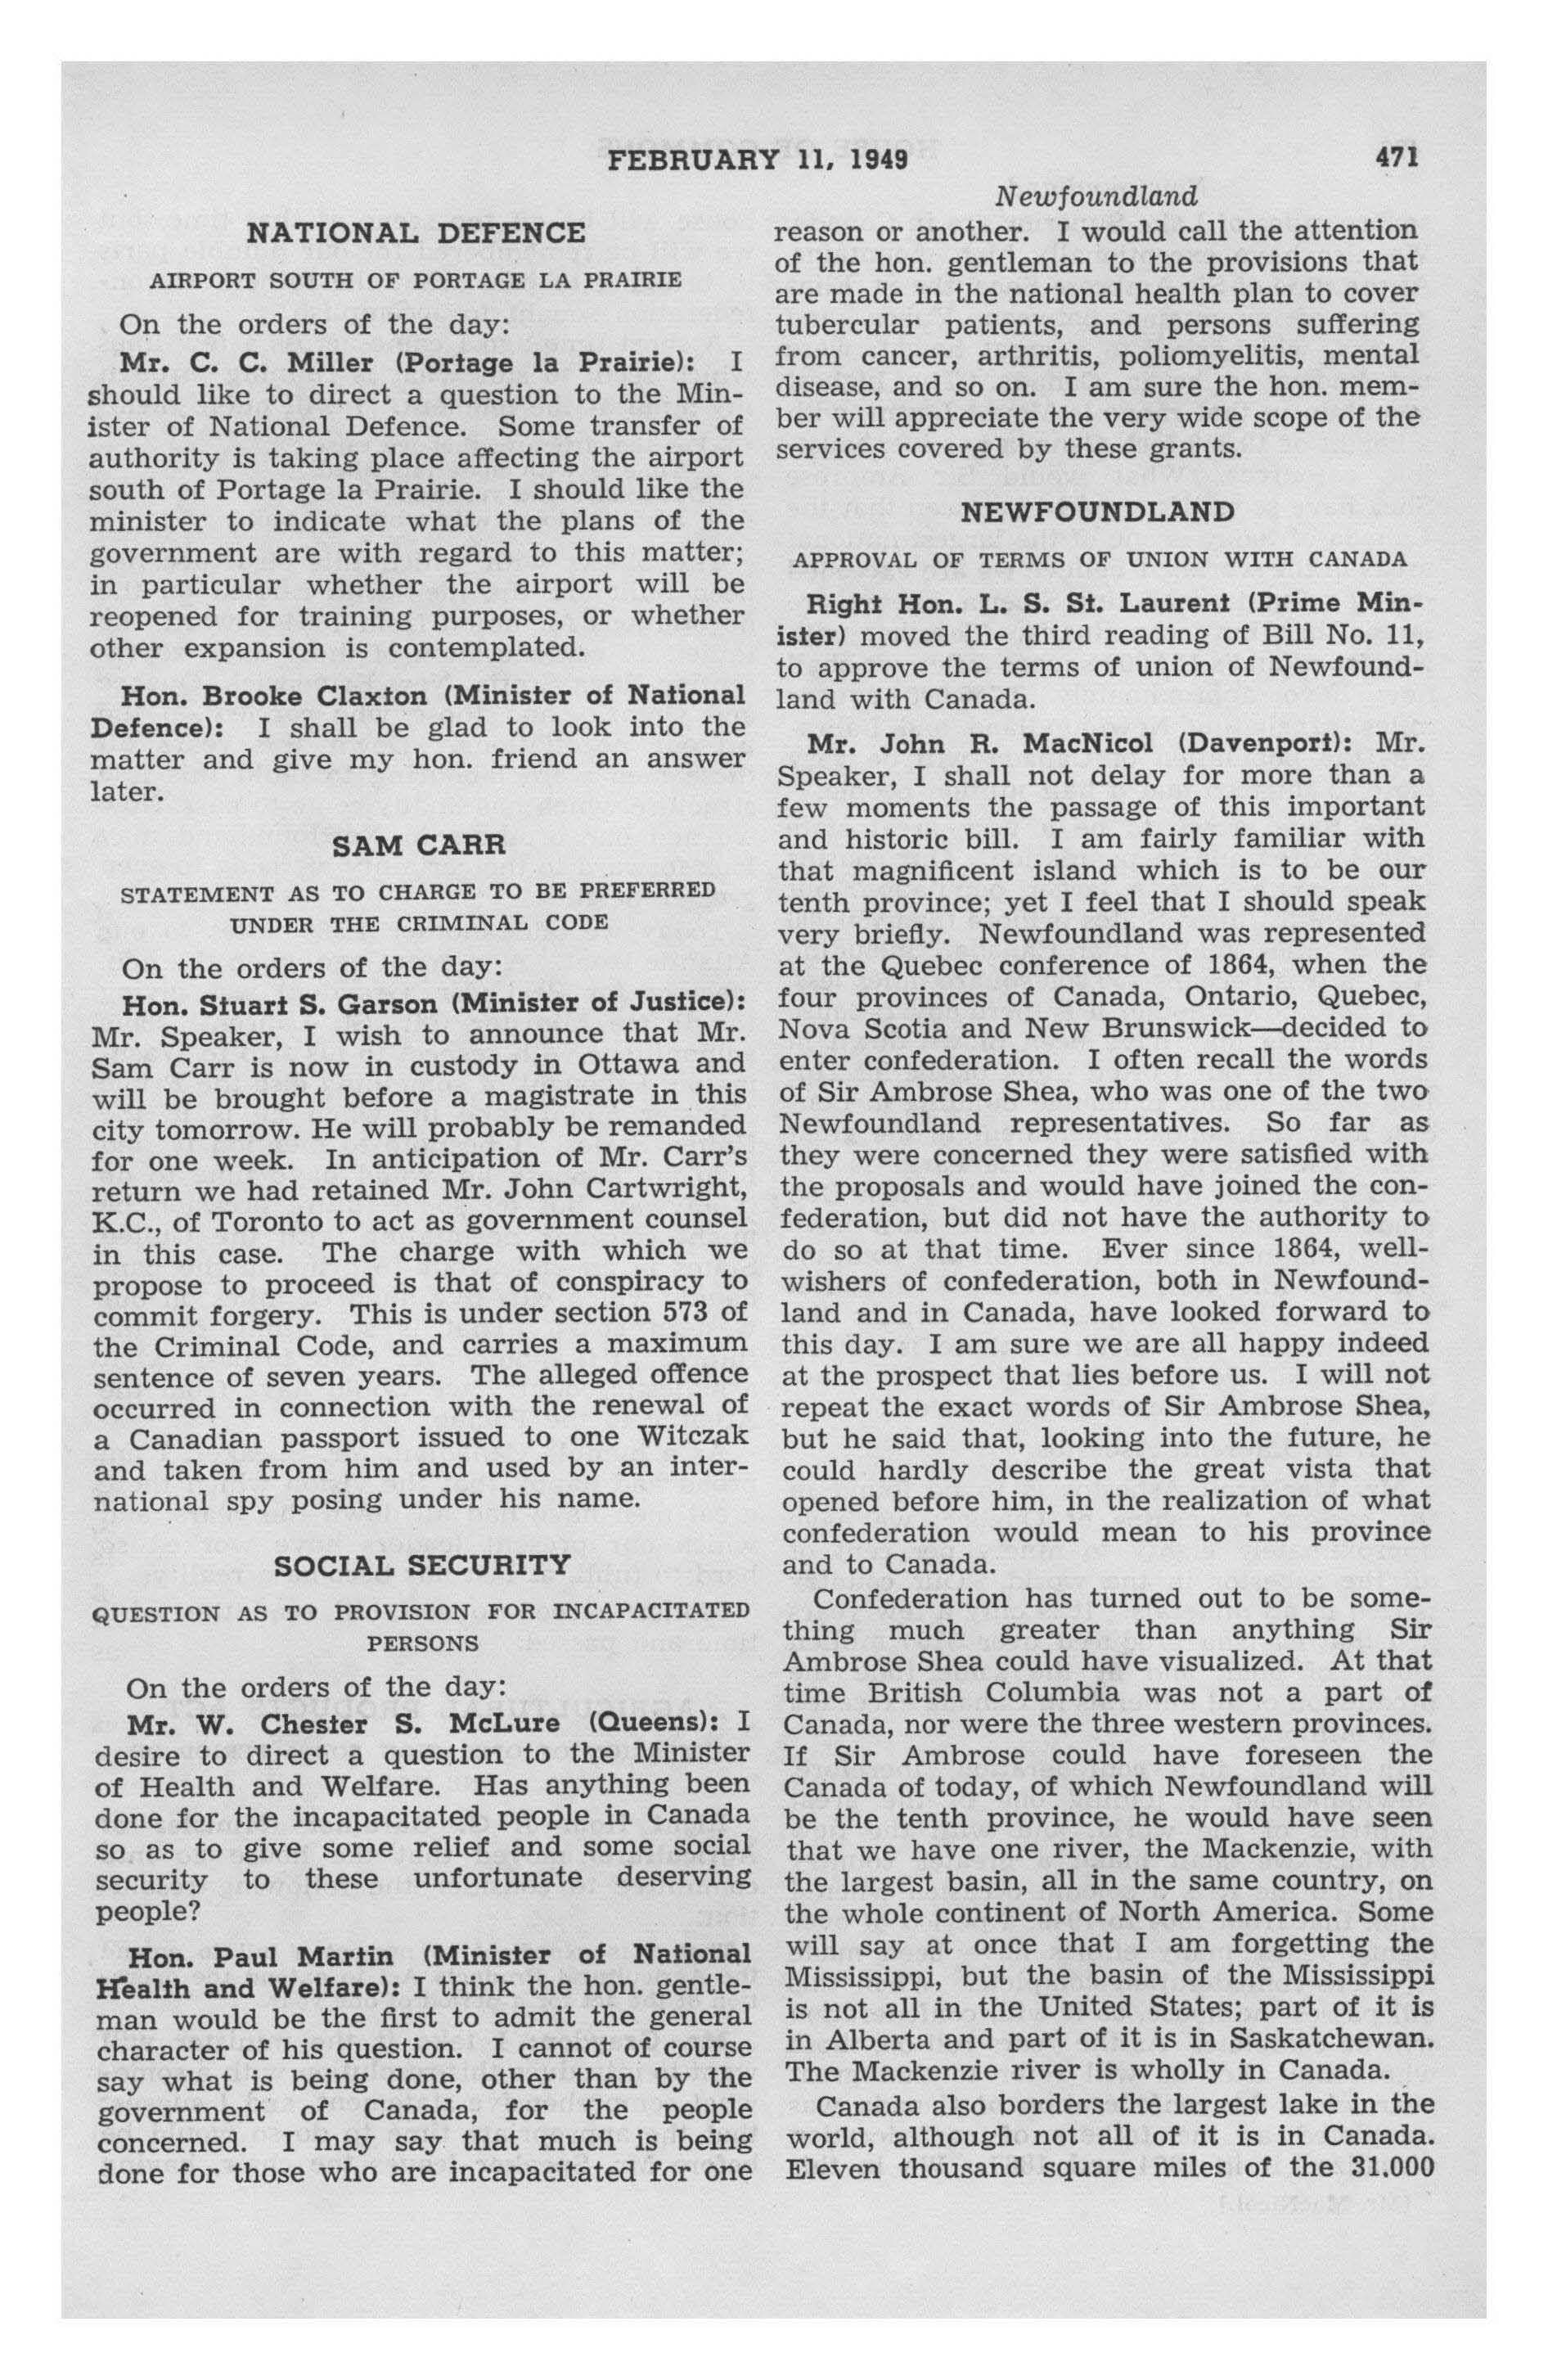 FEBRUARY 11, 1949
471
Newfoundland
NATIONAL DEFENCE
AIRPORT SOUTH OF PORTAGE LA PRAIRIE
On the orders of the day:
Mr. C. C. Miller (Portage la Prairie): I
should like to direct a question to the Min-
ister of National Defence. Some transfer of
authority is taking place affecting the airport
south of Portage la Prairie. I should like the
minister to indicate what the plans of the
government are with regard to this matter;
in particular whether the airport will be
reopened for training purposes, or whether
other expansion is contemplated.
Hon. Brooke Claxton (Minister of National
Defence): I shall be glad to look into the
matter and give my hon. friend an answer
later.
SAM CARR
STATEMENT AS TO CHARGE TO BE PREFERRED
UNDER THE CRIMINAL CODE
On the orders of the day:
Hon. Stuart S. Garson (Minister of Justice):
Mr. Speaker, I wish to announce that Mr.
Sam Carr is now in custody in Ottawa and
will be brought before a magistrate in this
city tomorrow. He will probably be remanded
for one week. In anticipation of Mr. Carr's
return we had retained Mr. John Cartwright,
K.C., of Toronto to act as government counsel
in this case. The charge with which we
propose to proceed is that of conspiracy to
commit forgery. This is under section 573 of
the Criminal Code, and carries a maximum
sentence of seven years. The alleged offence
occurred in connection with the renewal of
a Canadian passport issued to one Witczak
and taken from him and used by an inter-
national spy posing under his name.
SOCIAL SECURITY
QUESTION AS TO PROVISION FOR INCAPACITATED
PERSONS
On the orders of the day:
Mr. W. Chester S. McLure (Queens): I
desire to direct a question to the Minister
of Health and Welfare. Has anything been
done for the incapacitated people in Canada
so as to give some relief and some social
security to these unfortunate deserving
people?
Hon. Paul Martin (Minister of National
Health and Welfare): I think the hon. gentle-
man would be the first to admit the general
character of his question. I cannot of course
say what is being done, other than by the
government of Canada, for the people
concerned. I may say that much is being
done for those who are incapacitated for one
reason or another. I would call the attention
of the hon. gentleman to the provisions that
are made in the national health plan to cover
tubercular patients, and persons suffering
from cancer, arthritis, poliomyelitis, mental
disease, and so on. I am sure the hon. mem-
ber will appreciate the very wide scope of the
services covered by these grants.
NEWFOUNDLAND
APPROVAL OF TERMS OF UNION WITH CANADA
Right Hon. L. S. St. Laurent (Prime Min-
ister) moved the third reading of Bill No. 11,
to approve the terms of union of Newfound-
land with Canada.
Mr. John R. MacNicol (Davenport): Mr.
Speaker, I shall not delay for more than a
few moments the passage of this important
and historic bill. I am fairly familiar with
that magnificent island which is to be our
tenth province; yet I feel that I should speak
very briefly. Newfoundland was represented
at the Quebec conference of 1864, when the
four provinces of Canada, Ontario, Quebec,
Nova Scotia and New Brunswick—decided to
enter confederation. I often recall the words
of Sir Ambrose Shea, who was one of the two
Newfoundland representatives. So far as
they were concerned they were satisfied with
the proposals and would have joined the con-
federation, but did not have the authority to
do so at that time. Ever since 1864, well-
wishers of confederation, both in Newfound-
land and in Canada, have looked forward to
this day. I am sure we are all happy indeed
at the prospect that lies before us. I will not
repeat the exact words of Sir Ambrose Shea,
but he said that, looking into the future, he
could hardly describe the great vista that
opened before him, in the realization of what
confederation would mean to his province
and to Canada.
Confederation has turned out to be some-
thing much greater than anything Sir
Ambrose Shea could have visualized. At that
time British Columbia was not a part of
Canada, nor were the three western provinces.
If Sir Ambrose could have foreseen the
Canada of today, of which Newfoundland will
be the tenth province, he would have seen
that we have one river, the Mackenzie, with
the largest basin, all in the same country, on
the whole continent of North America. Some
will say at once that I am forgetting the
Mississippi, but the basin of the Mississippi
is not all in the United States; part of it is
in Alberta and part of it is in Saskatchewan.
The Mackenzie river is wholly in Canada.
Canada also borders the largest lake in the
world, although not all of it is in Canada.
Eleven thousand square miles of the 31,000